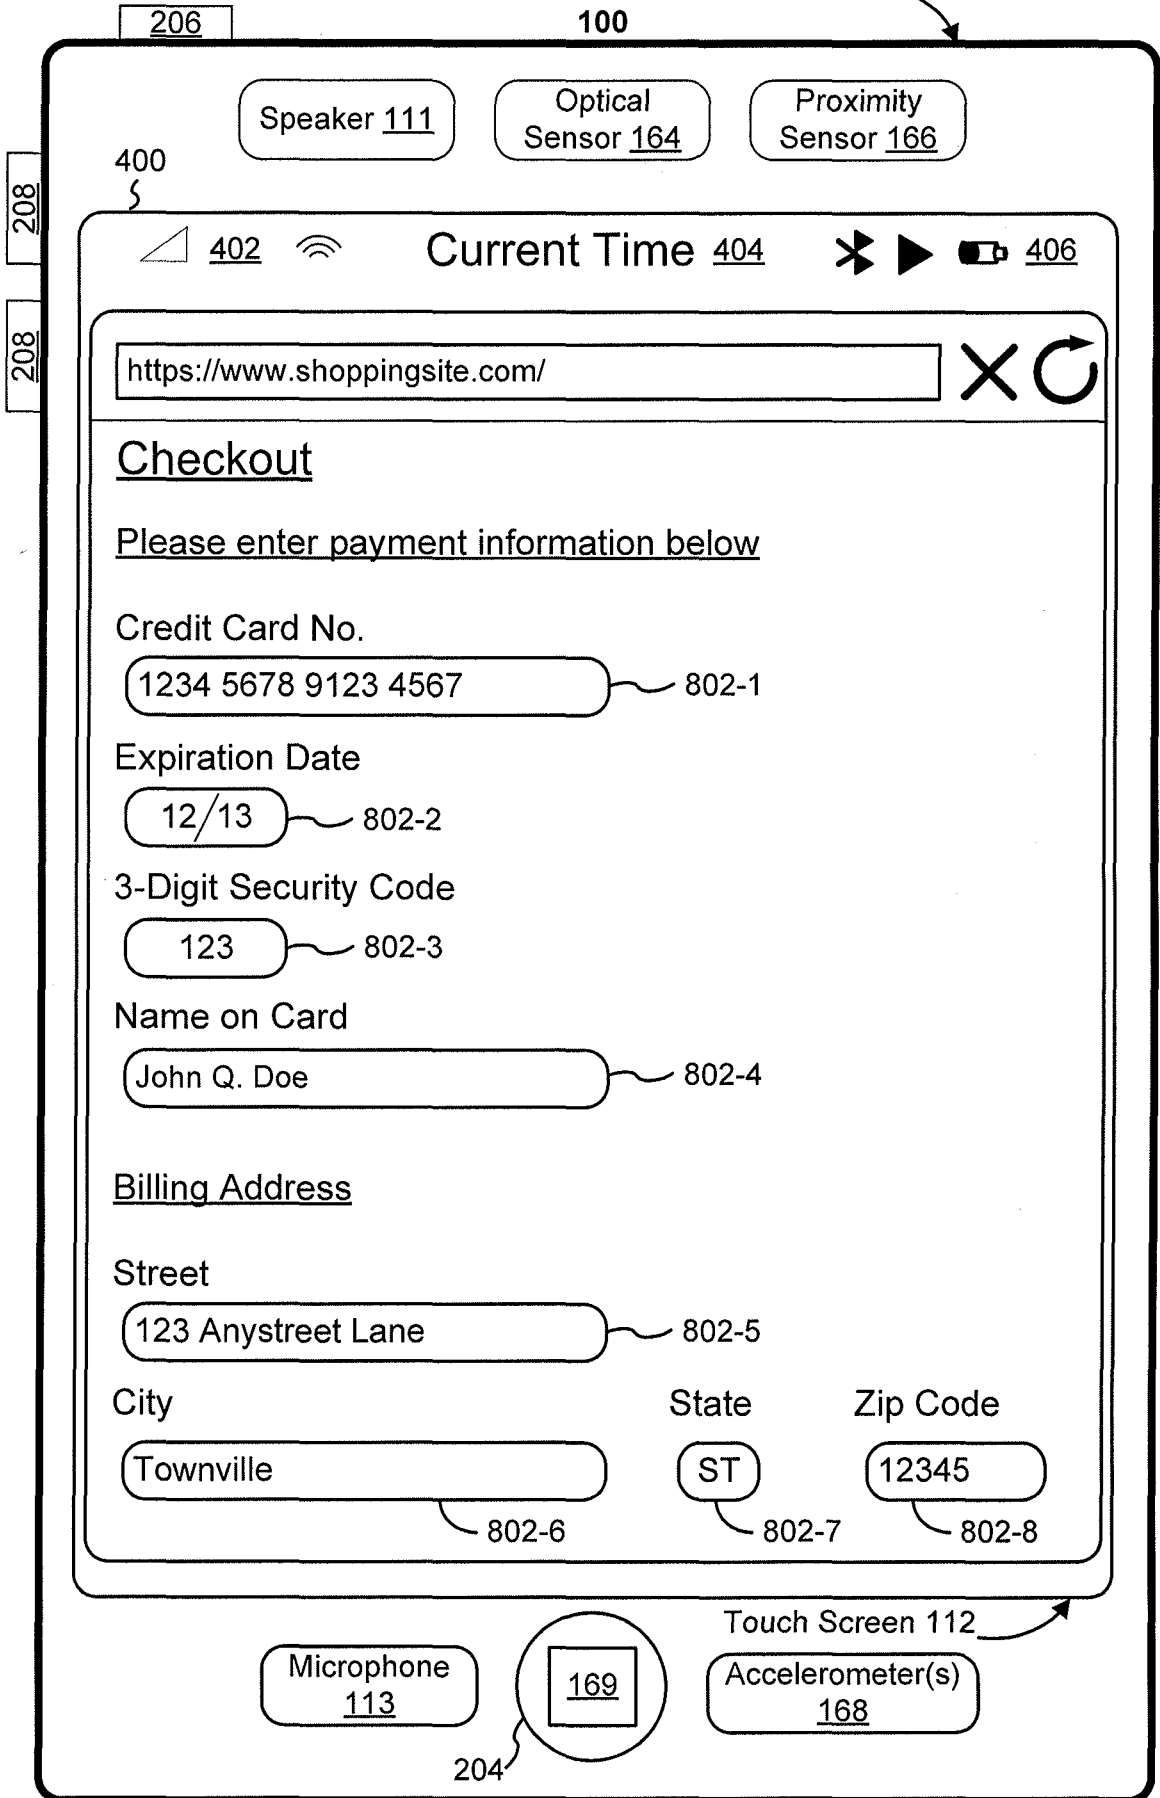 206
100
Speaker 111
Optical
Sensor 164
Proximity
Sensor 166
400
208
402
Current Time 404
406
208
https://www.shoppingsite.com/
Checkout
Please enter payment information below
Credit Card No.
1234 5678 9123 4567
802-1
Expiration Date
12/13
802-2
3-Digit Security Code
123
802-3
Name on Card
John Q. Doe
802-4
Billing Address
Street
123 Anystreet Lane
802-5
City State Zip Code
Townville ST 12345
802-6 802-7 802-8
Touch Screen 112
Microphone
113
169
Accelerometer(s)
168
204